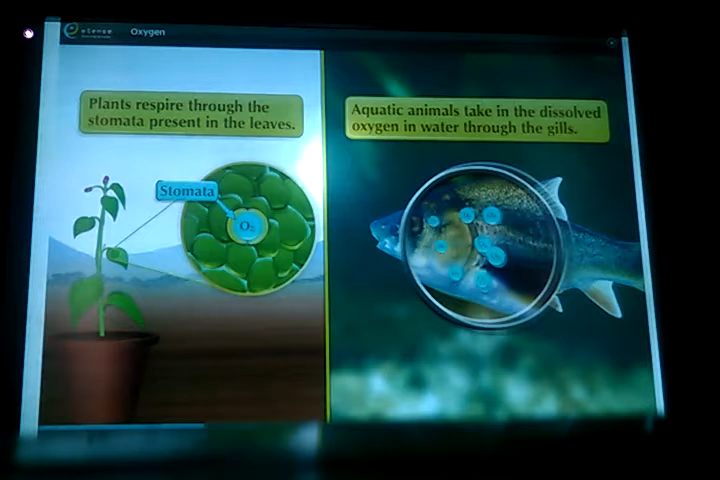 eSense
Oxygen
Plants respire through the
stomata present in the leaves.
Aquatic animals take in the dissolved
oxygen in water through the gills.
Stomata
O₂